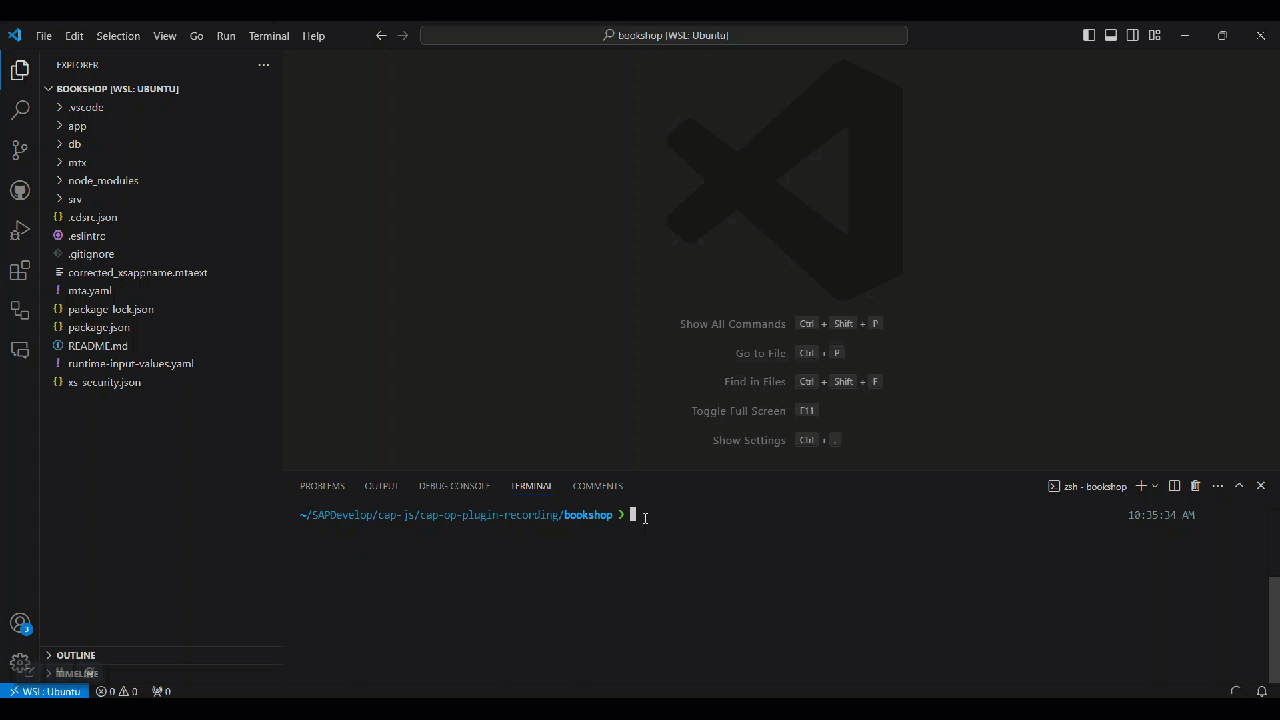 File Edit Selection View Go Run Terminal Help
bookshop [WSL: Ubuntu]
EXPLORER
BOOKSHOP [WSL: UBUNTU]
.vscode
app
db
mtx
node_modules
srv
.cdsrc.json
.eslintrc
.gitignore
corrected_xsappname.mtaext
mta.yaml
package-lock.json
package.json
README.md
runtime-input-values.yaml
xs-security.json
Show All Commands Ctrl + Shift + P
Go to File Ctrl + P
Find in Files Ctrl + Shift + F
Toggle Full Screen F11
Show Settings Ctrl + ,
PROBLEMS OUTPUT DEBUG CONSOLE TERMINAL COMMENTS
zsh - bookshop
~/SAPDevelop/cap-js/cap-op-plugin-recording/bookshop ❯
10:35:34 AM
3
OUTLINE
TIMELINE
WSL: Ubuntu 0 0 0